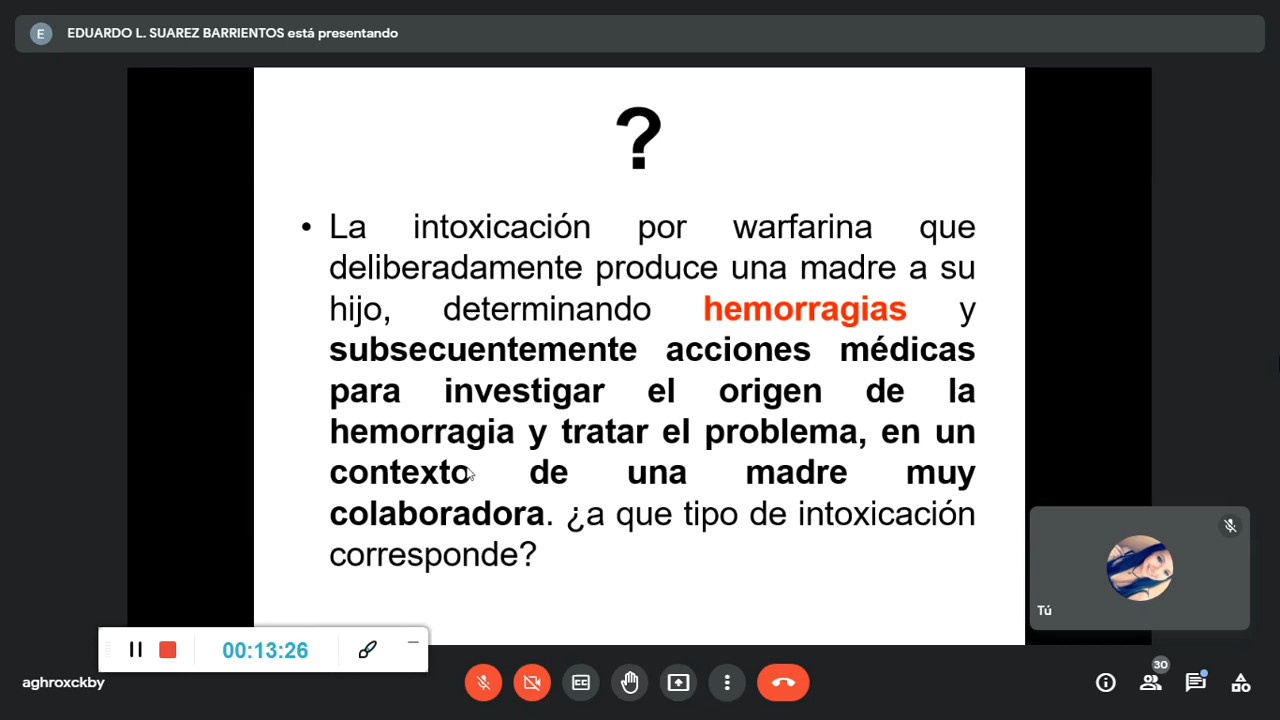 E
EDUARDO L. SUAREZ BARRIENTOS está presentando
?
• La intoxicación por warfarina que
deliberadamente produce una madre a su
hijo, determinando hemorragias y
subsecuentemente acciones médicas
para investigar el origen de la
hemorragia y tratar el problema, en un
contexto de una madre muy
colaboradora. ¿a que tipo de intoxicación
corresponde?
Tú
00:13:26
aghroxckby
30